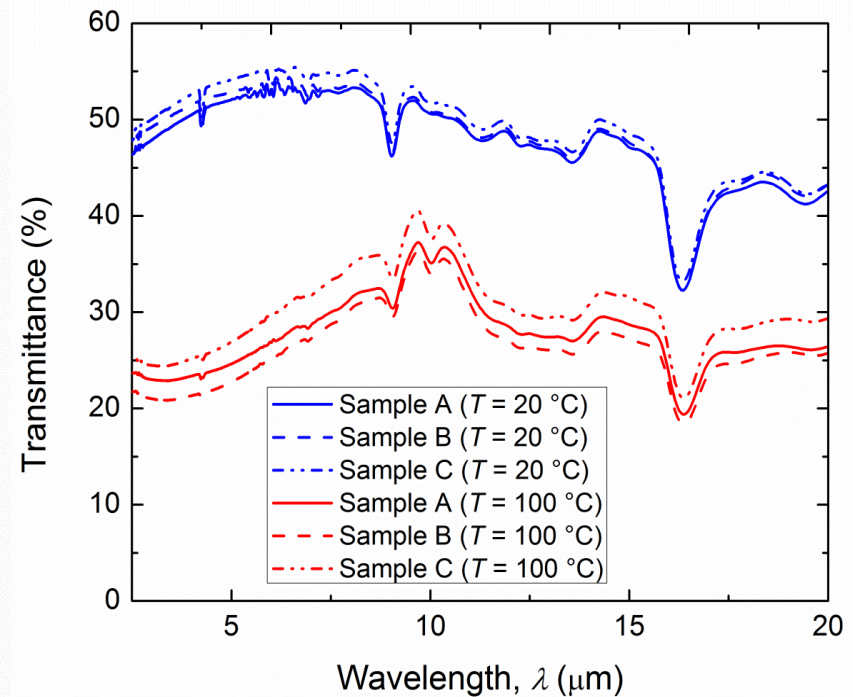 60
50
40
30
20
10
0
Transmittance (%)
Sample A (T = 20 °C)
Sample B (T = 20 °C)
Sample C (T = 20 °C)
Sample A (T = 100 °C)
Sample B (T = 100 °C)
Sample C (T = 100 °C)
5 10 15 20
Wavelength, λ (μm)